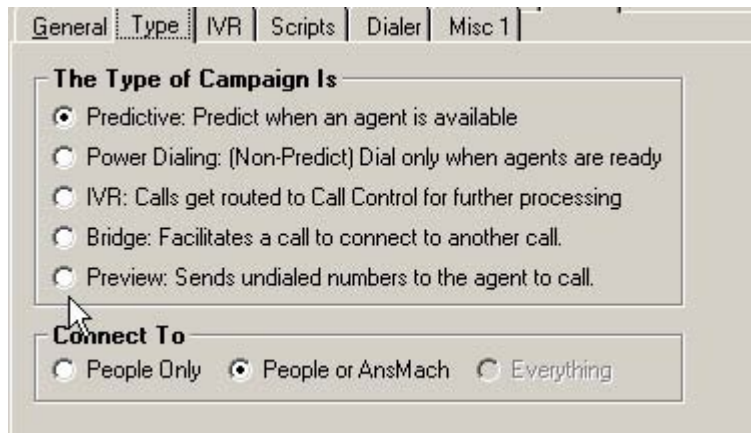 General Type IVR Scripts Dialer Misc 1
The Type of Campaign Is
Predictive: Predict when an agent is available
Power Dialing: (Non-Predict) Dial only when agents are ready
IVR: Calls get routed to Call Control for further processing
Bridge: Facilitates a call to connect to another call.
Preview: Sends undialed numbers to the agent to call.
Connect To
People Only People or AnsMach Everything